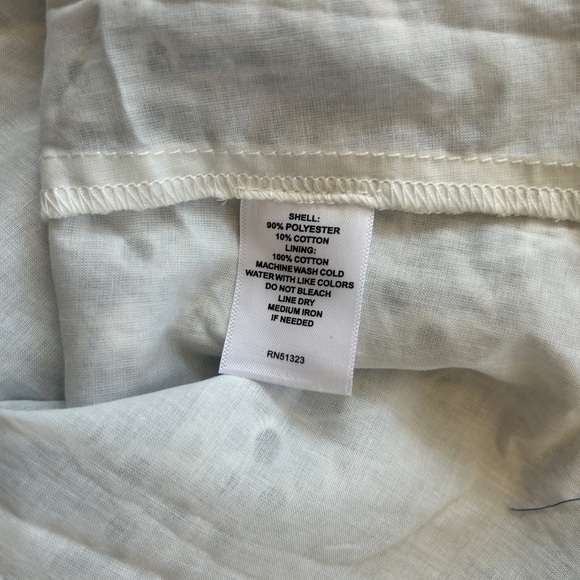 SHELL:
90% POLYESTER
10% COTTON
LINING:
100% COTTON
MACHINE WASH COLD
WATER WITH LIKE COLORS
DO NOT BLEACH
LINE DRY
MEDIUM IRON
IF NEEDED
RN51323